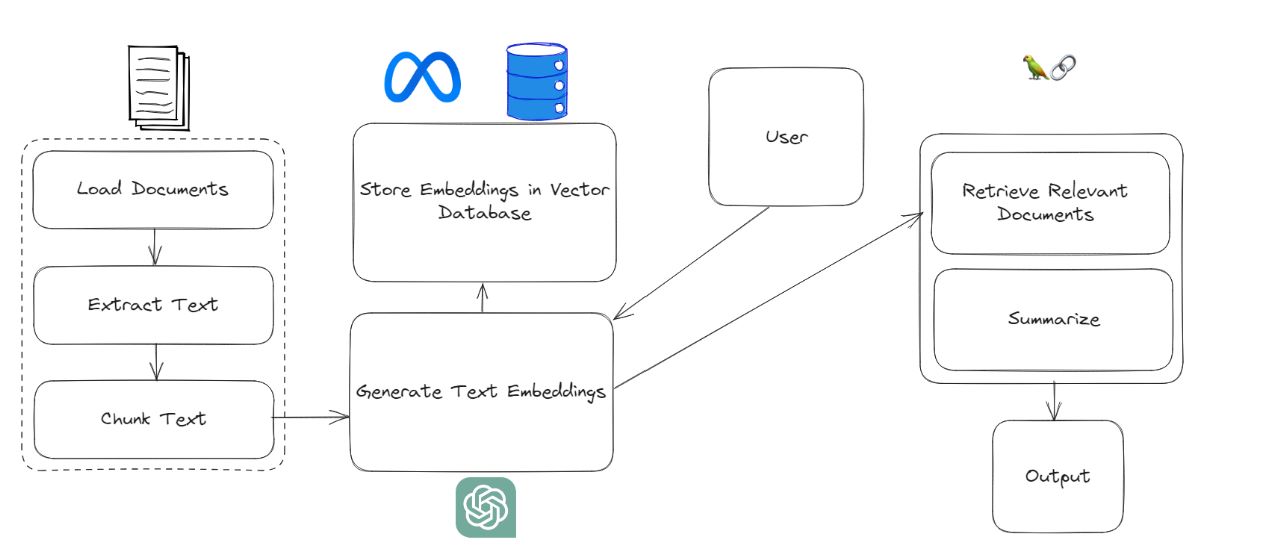 Load Documents
Extract Text
Chunk Text
Store Embeddings in Vector
Database
Generate Text Embeddings
User
Retrieve Relevant
Documents
Summarize
Output